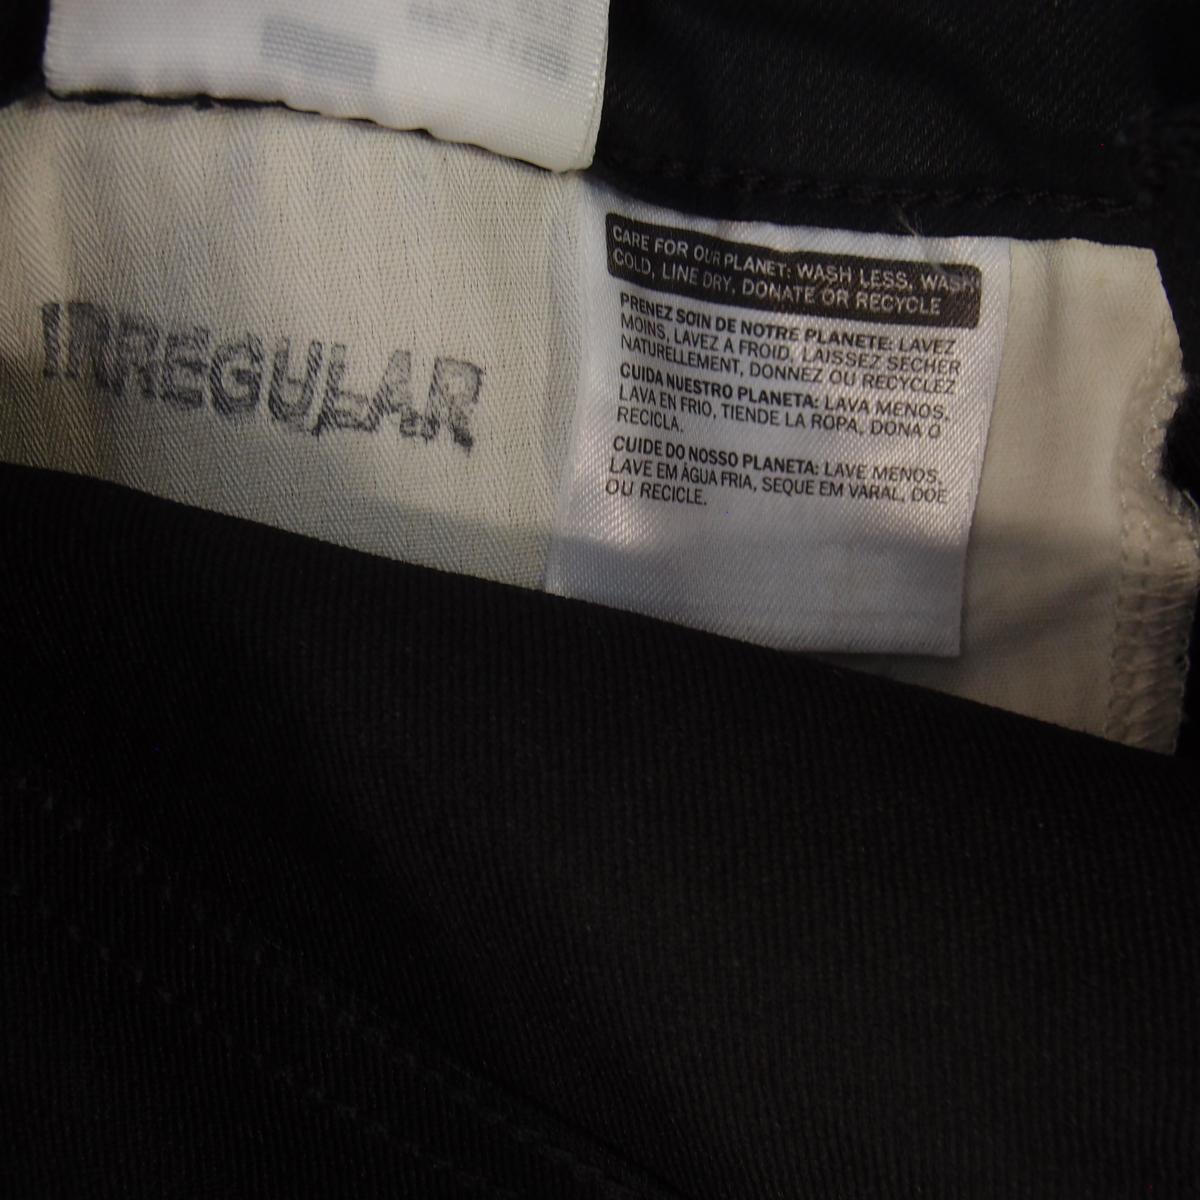 IRREGULAR
CARE FOR OUR PLANET: WASH LESS, WASH
COLD, LINE DRY, DONATE OR RECYCLE
PRENEZ SOIN DE NOTRE PLANETE: LAVEZ
MOINS, LAVEZ A FROID, LAISSEZ SECHER
NATURELLEMENT, DONNEZ OU RECYCLEZ
CUIDA NUESTRO PLANETA: LAVA MENOS,
LAVA EN FRIO, TIENDE LA ROPA, DONA O
RECICLA.
CUIDE DO NOSSO PLANETA: LAVE MENOS,
LAVE EM ÀGUA FRIA, SEQUE EM VARAL, DOE
OU RECICLE.